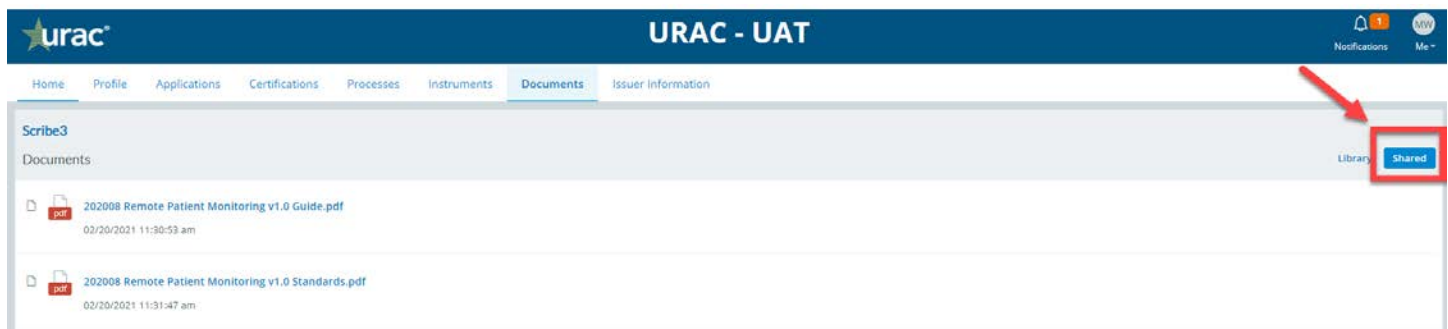 urac®
URAC - UAT
1
MW
Notifications
Me
Home Profile Applications Certifications Processes Instruments Documents Issuer Information
Scribe3
Documents
Library Shared
pdf
202008 Remote Patient Monitoring v1.0 Guide.pdf
02/20/2021 11:30:53 am
pdf
202008 Remote Patient Monitoring v1.0 Standards.pdf
02/20/2021 11:31:47 am